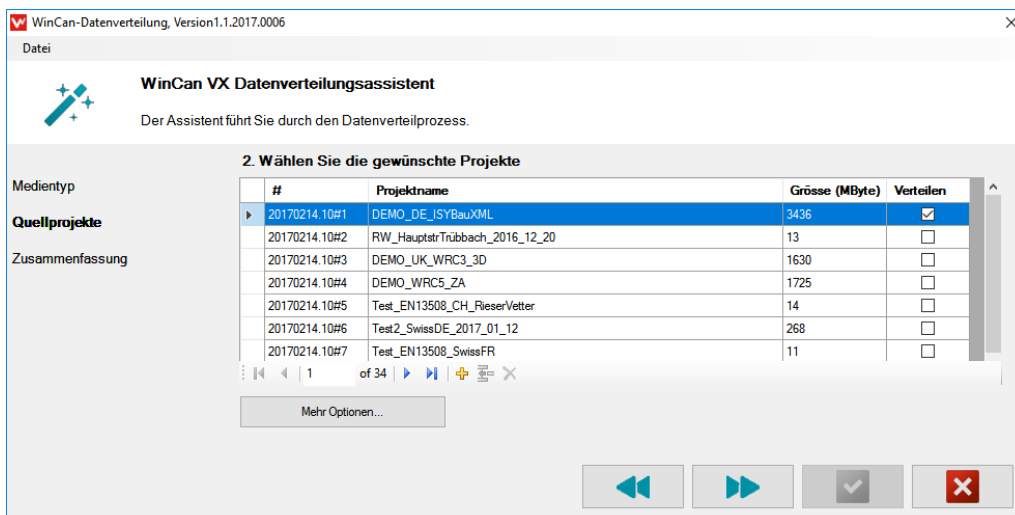 WinCan-Datenverteilung, Version1.1.2017.0006
Datei
WinCan VX Datenverteilungsassistent
Der Assistent führt Sie durch den Datenverteilprozess.
2. Wählen Sie die gewünschte Projekte
Medientyp
Quellprojekte
Zusammenfassung
# Projektname Grösse (MByte) Verteilen
20170214.10#1 DEMO_DE_ISYBauXML 3436
20170214.10#2 RW_HauptstrTrübbach_2016_12_20 13
20170214.10#3 DEMO_UK_WRC3_3D 1630
20170214.10#4 DEMO_WRC5_ZA 1725
20170214.10#5 Test_EN13508_CH_RieserVetter 14
20170214.10#6 Test2_SwissDE_2017_01_12 268
20170214.10#7 Test_EN13508_SwissFR 11
1 of 34
Mehr Optionen...